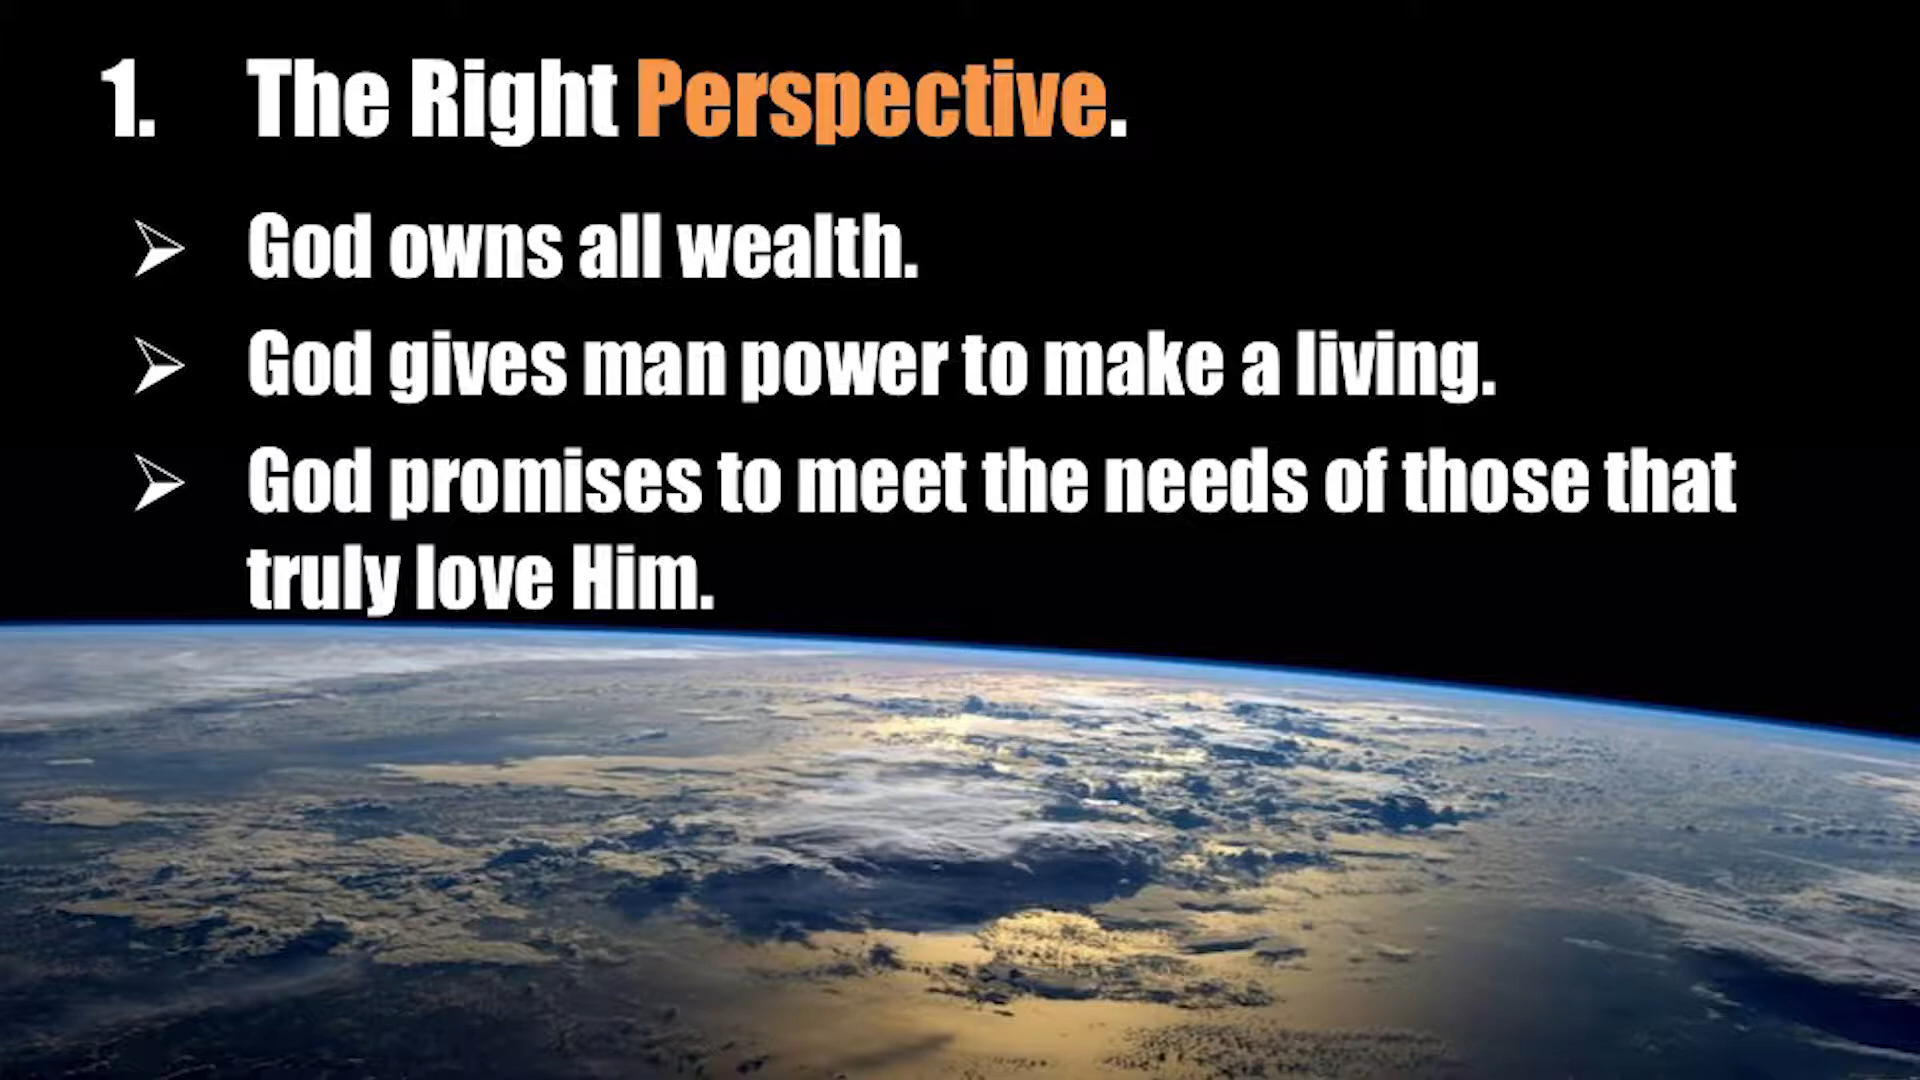 1. The Right Perspective.
➢ God owns all wealth.
➢ God gives man power to make a living.
➢ God promises to meet the needs of those that
truly love Him.